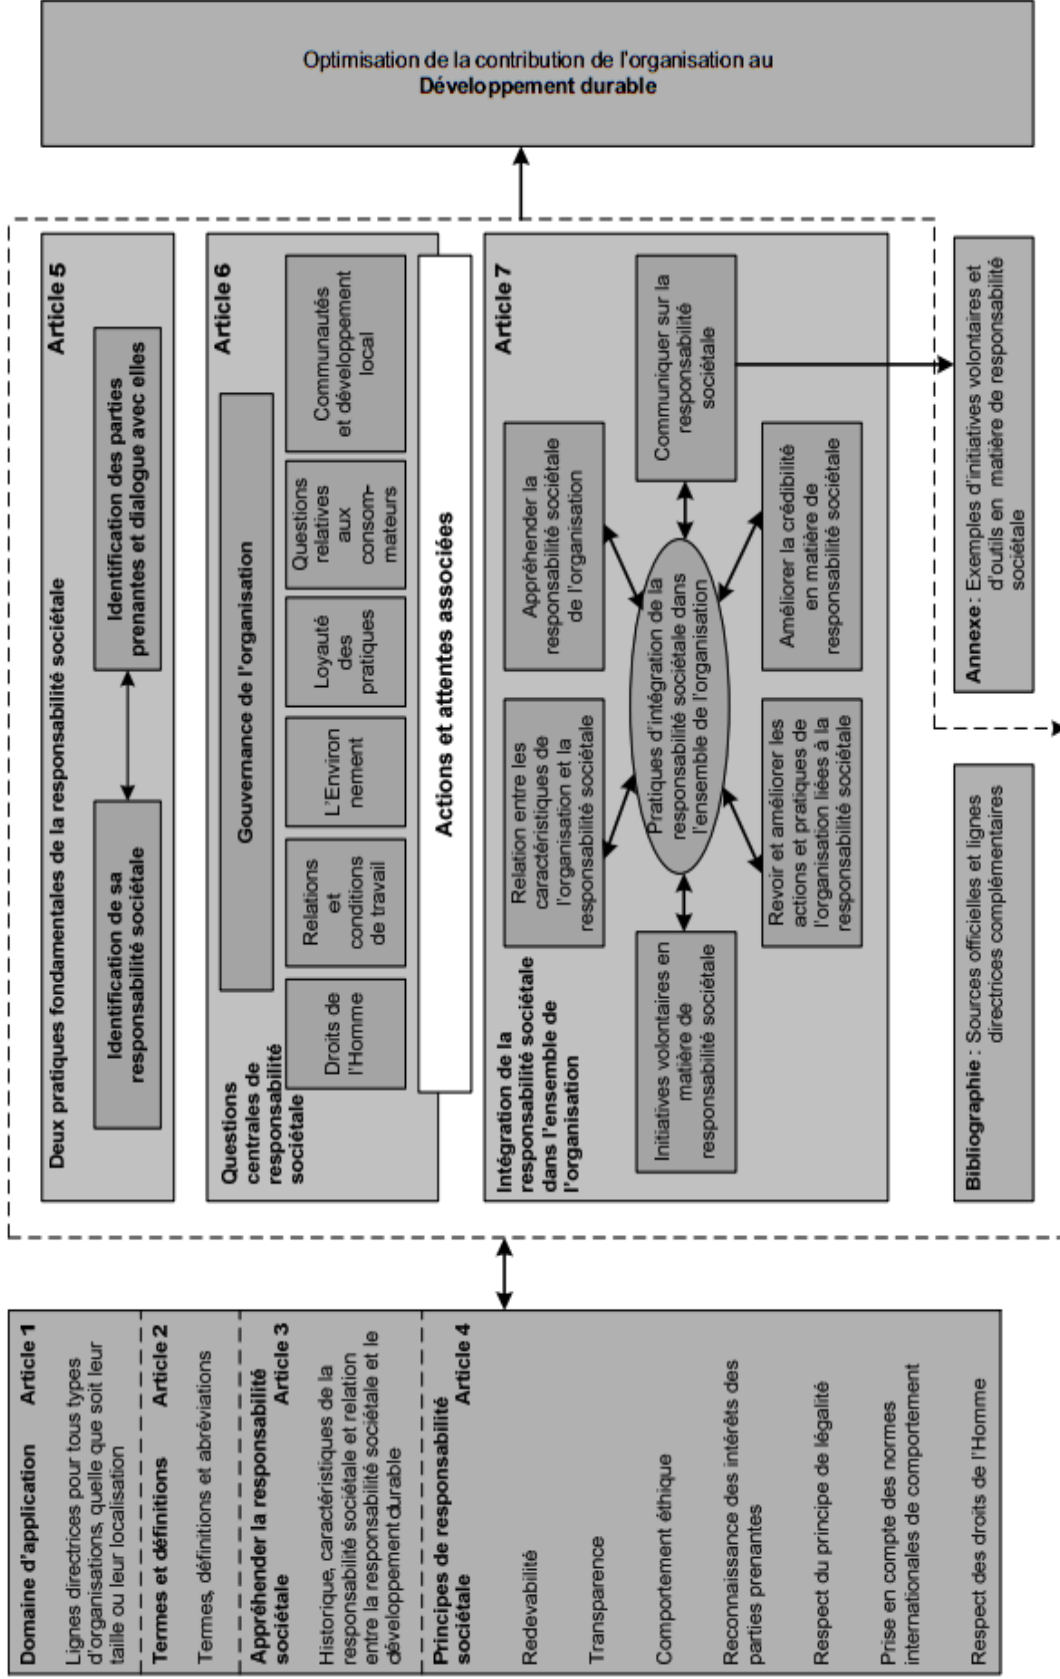 Domaine d'application Article 1
Lignes directrices pour tous types
d'organisations, quelle que soit leur
taille ou leur localisation
Termes et définitions Article 2
Termes, définitions et abréviations
Appréhender la responsabilité
sociétale Article 3
Historique, caractéristiques de la
responsabilité sociétale et relation
entre la responsabilité sociétale et le
développement durable
Principes de responsabilité
sociétale Article 4
Redevabilité
Transparence
Comportement éthique
Reconnaissance des intérêts des
parties prenantes
Respect du principe de légalité
Prise en compte des normes
internationales de comportement
Respect des droits de l'Homme
Deux pratiques fondamentales de la responsabilité sociétale Article 5
Identification de sa
responsabilité sociétale
Identification des parties
prenantes et dialogue avec elles
Questions
centrales de
responsabilité
sociétale
Article 6
Gouvernance de l'organisation
Droits de
l'Homme
Relations
et
conditions
de travail
L'Environ
nement
Loyauté
des
pratiques
Questions
relatives
aux
consom-
mateurs
Communautés
et développement
local
Actions et attentes associées
Intégration de la
responsabilité sociétale
dans l'ensemble de
l'organisation
Article 7
Relation entre les
caractéristiques de
l'organisation et la
responsabilité sociétale
Appréhender la
responsabilité sociétale
de l'organisation
Initiatives volontaires en
matière de
responsabilité sociétale
Pratiques d'intégration de la
responsabilité sociétale dans
l'ensemble de l'organisation
Communiquer sur la
responsabilité
sociétale
Revoir et améliorer les
actions et pratiques de
l'organisation liées à la
responsabilité sociétale
Améliorer la crédibilité
en matière de
responsabilité sociétale
Bibliographie : Sources officielles et lignes
directrices complémentaires
Annexe : Exemples d'initiatives volontaires et
d'outils en matière de responsabilité
sociétale
Optimisation de la contribution de l'organisation au
Développement durable